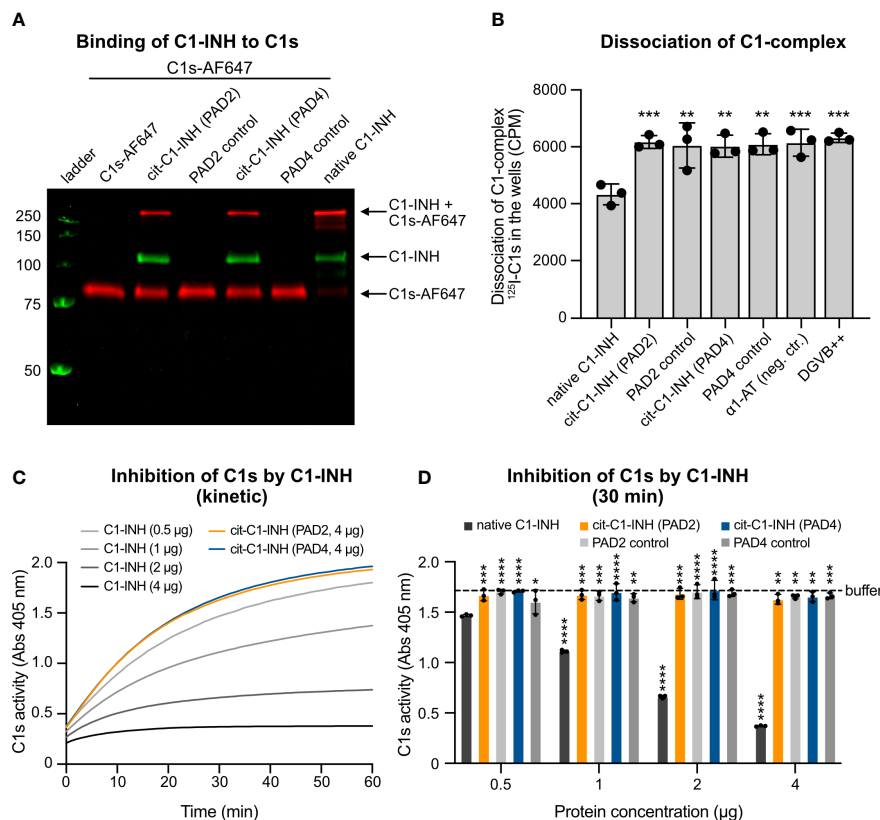 A
Binding of C1-INH to C1s
C1s-AF647
ladder
C1s-AF647
cit-C1-INH (PAD2)
PAD2 control
cit-C1-INH (PAD4)
PAD4 control
native C1-INH
250
150
100
75
50
C1-INH +
C1s-AF647
C1-INH
C1s-AF647
B
Dissociation of C1-complex
Dissociation of C1-complex
¹²⁵I-C1s in the wells (CPM)
8000
6000
4000
2000
0
***
**
**
**
***
***
native C1-INH
cit-C1-INH (PAD2)
PAD2 control
cit-C1-INH (PAD4)
PAD4 control
α1-AT (neg. ctr.)
DGVB++
C
Inhibition of C1s by C1-INH
(kinetic)
C1-INH (0.5 µg)
C1-INH (1 µg)
C1-INH (2 µg)
C1-INH (4 µg)
cit-C1-INH (PAD2, 4 µg)
cit-C1-INH (PAD4, 4 µg)
C1s activity (Abs 405 nm)
2.0
1.5
1.0
0.5
0
0
10
20
30
40
50
60
Time (min)
D
Inhibition of C1s by C1-INH
(30 min)
native C1-INH
cit-C1-INH (PAD2)
cit-C1-INH (PAD4)
PAD2 control
PAD4 control
C1s activity (Abs 405 nm)
2.0
1.5
1.0
0.5
0
buffer
0.5
1
2
4
Protein concentration (µg)